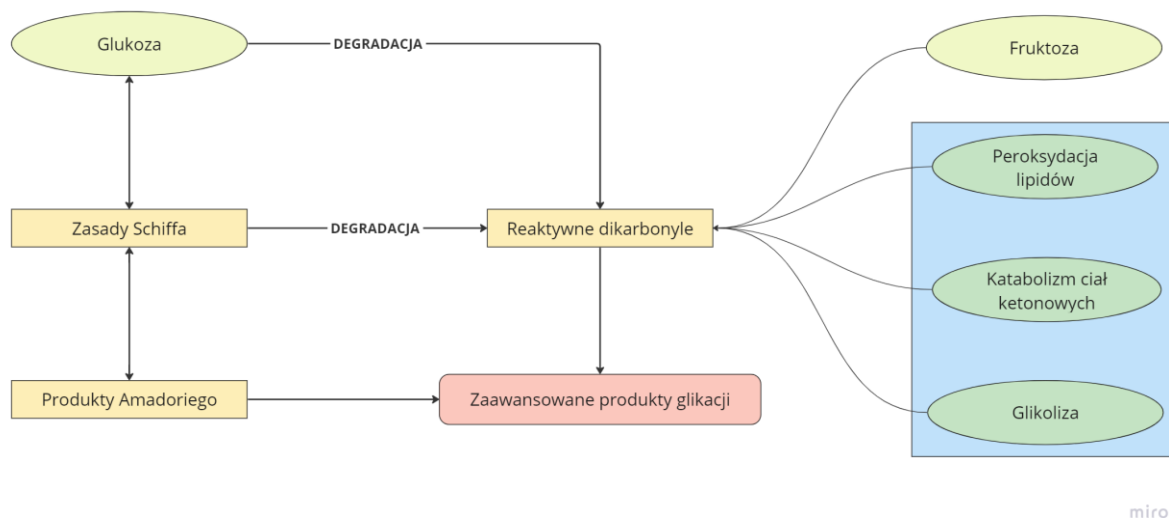 Glukoza
DEGRADACJA
Fruktoza
Peroksydacja
lipidów
Zasady Schiffa
DEGRADACJA
Reaktywne dikarbonyle
Katabolizm ciał
ketonowych
Produkty Amadoriego
Zaawansowane produkty glikacji
Glikoliza
miro